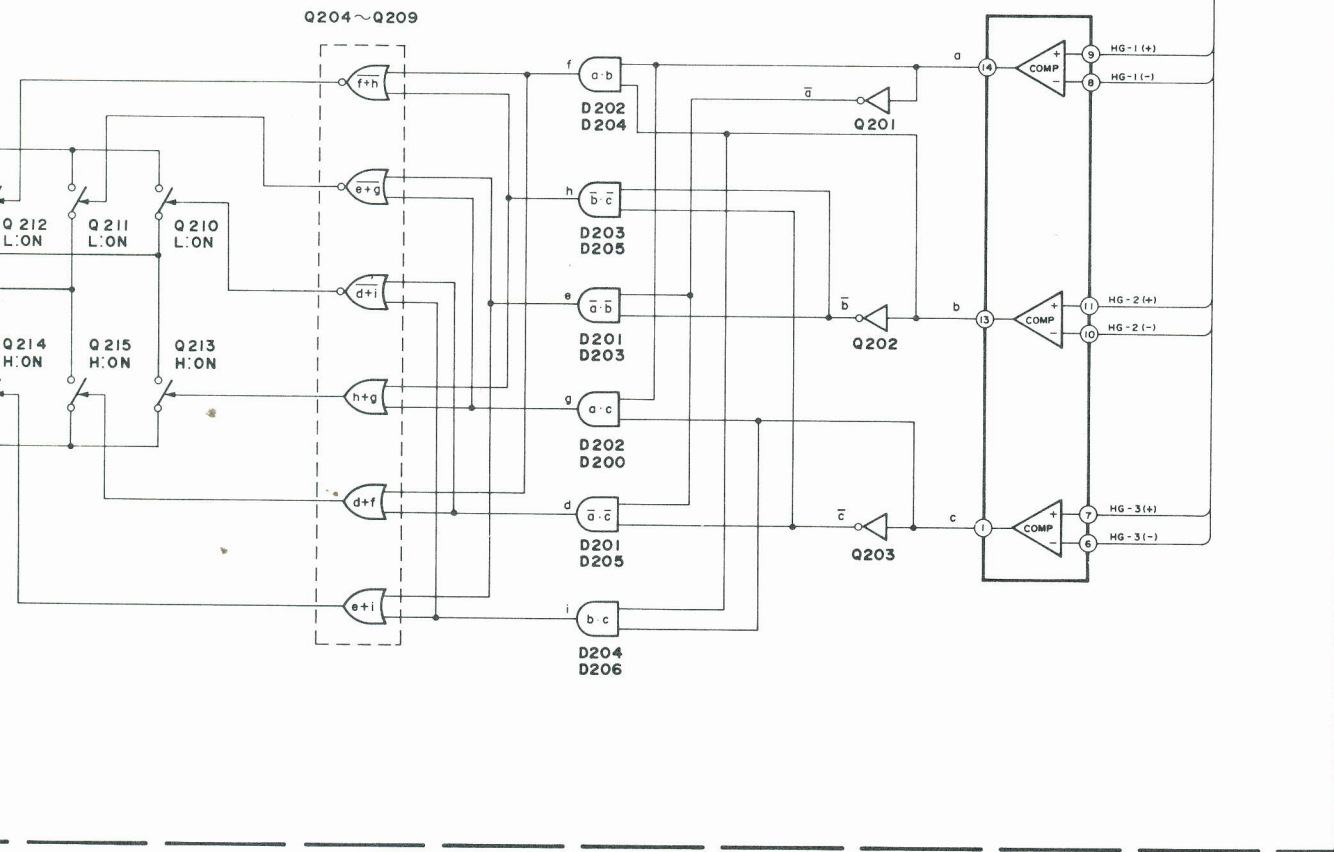 Q204~Q209
f+h
f
a·b
D202
D204
a
Q201
a
14
COMP
+
−
9
HG-1(+)
8
HG-1(−)
e+g
h
b̄·c̄
D203
D205
Q212
L:ON
Q211
L:ON
Q210
L:ON
d+i
e
ā·b̄
D201
D203
b̄
Q202
b
13
COMP
+
−
11
HG-2(+)
10
HG-2(−)
Q214
H:ON
Q215
H:ON
Q213
H:ON
h+g
g
a·c
D202
D200
d+f
d
ā·c̄
D201
D205
c̄
Q203
c
1
COMP
+
−
7
HG-3(+)
6
HG-3(−)
e+i
i
b·c
D204
D206